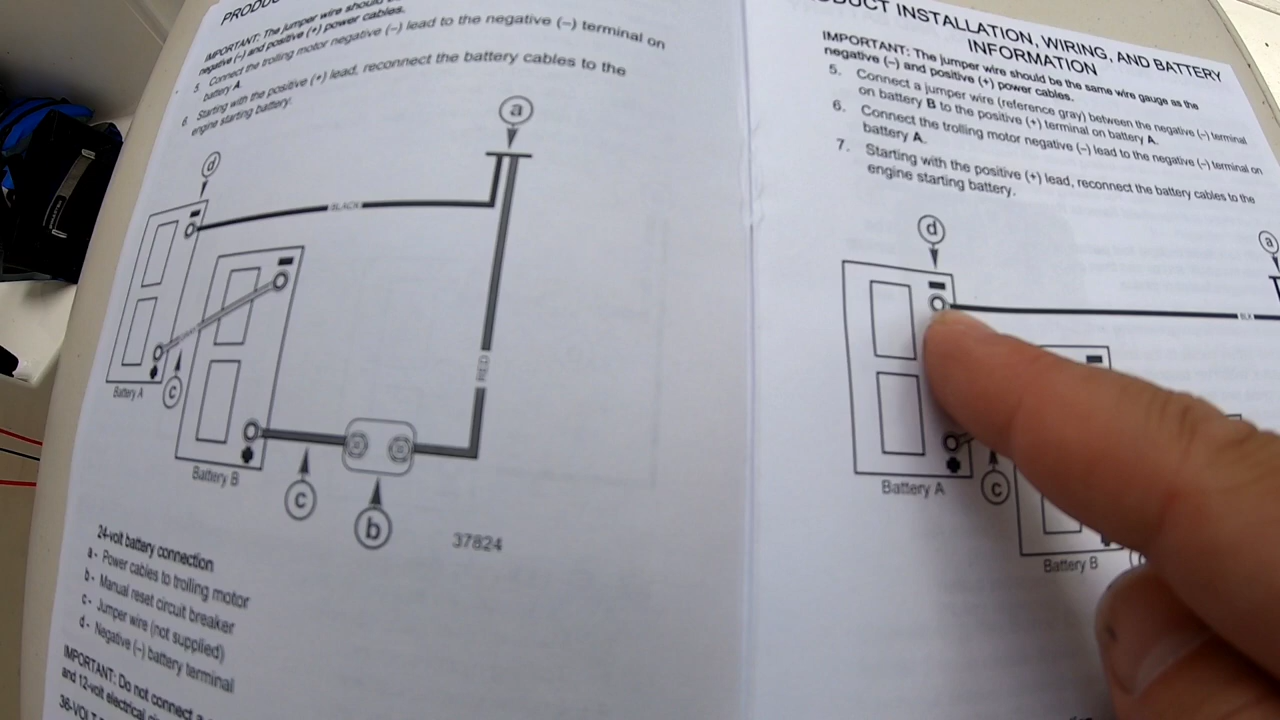 IMPORTANT: The jumper wire should
negative (–) and positive (+) power cables.
5. Connect the trolling motor negative (–) lead to the negative (–) terminal on
battery A.
6. Starting with the positive (+) lead, reconnect the battery cables to the
engine starting battery.
a
d
BLACK
RED
c
Battery A
Battery B
c
b
37824
24-volt battery connection
a - Power cables to trolling motor
b - Manual reset circuit breaker
c - Jumper wire (not supplied)
d - Negative (–) battery terminal
IMPORTANT: Do not connect
and 12-volt electrical
INSTALLATION, WIRING, AND BATTERY
INFORMATION
IMPORTANT: The jumper wire should be the same wire gauge as the
negative (–) and positive (+) power cables.
5. Connect a jumper wire (reference gray) between the negative (–) terminal
on battery B to the positive (+) terminal on battery A.
6. Connect the trolling motor negative (–) lead to the negative (–) terminal on
battery A.
7. Starting with the positive (+) lead, reconnect the battery cables to the
engine starting battery.
d
a
BLK
Battery A
c
Battery B